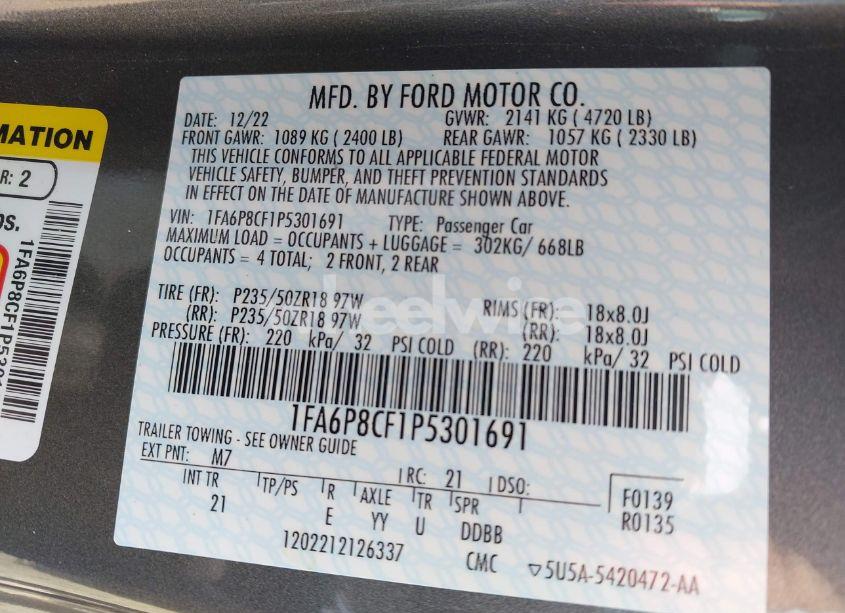 MFD. BY FORD MOTOR CO.
DATE: 12/22 GVWR: 2141 KG ( 4720 LB)
FRONT GAWR: 1089 KG ( 2400 LB) REAR GAWR: 1057 KG ( 2330 LB)
THIS VEHICLE CONFORMS TO ALL APPLICABLE FEDERAL MOTOR
VEHICLE SAFETY, BUMPER, AND THEFT PREVENTION STANDARDS
IN EFFECT ON THE DATE OF MANUFACTURE SHOWN ABOVE.
VIN: 1FA6P8CF1P5301691 TYPE: Passenger Car
MAXIMUM LOAD = OCCUPANTS + LUGGAGE = 302KG/ 668LB
OCCUPANTS = 4 TOTAL; 2 FRONT, 2 REAR
TIRE (FR): P235/50ZR18 97W RIMS (FR): 18x8.0J
(RR): P235/50ZR18 97W (RR): 18x8.0J
PRESSURE (FR): 220 kPa/ 32 PSI COLD (RR): 220 kPa/ 32 PSI COLD
1FA6P8CF1P5301691
TRAILER TOWING - SEE OWNER GUIDE
EXT PNT: M7 RC: 21 DSO:
INT TR TP/PS R AXLE TR SPR F0139
21 E YY U DDBB R0135
1202212126337 CMC ▽5U5A-5420472-AA
MATION
R: 2
OS.
1FA6P8CF1P5301